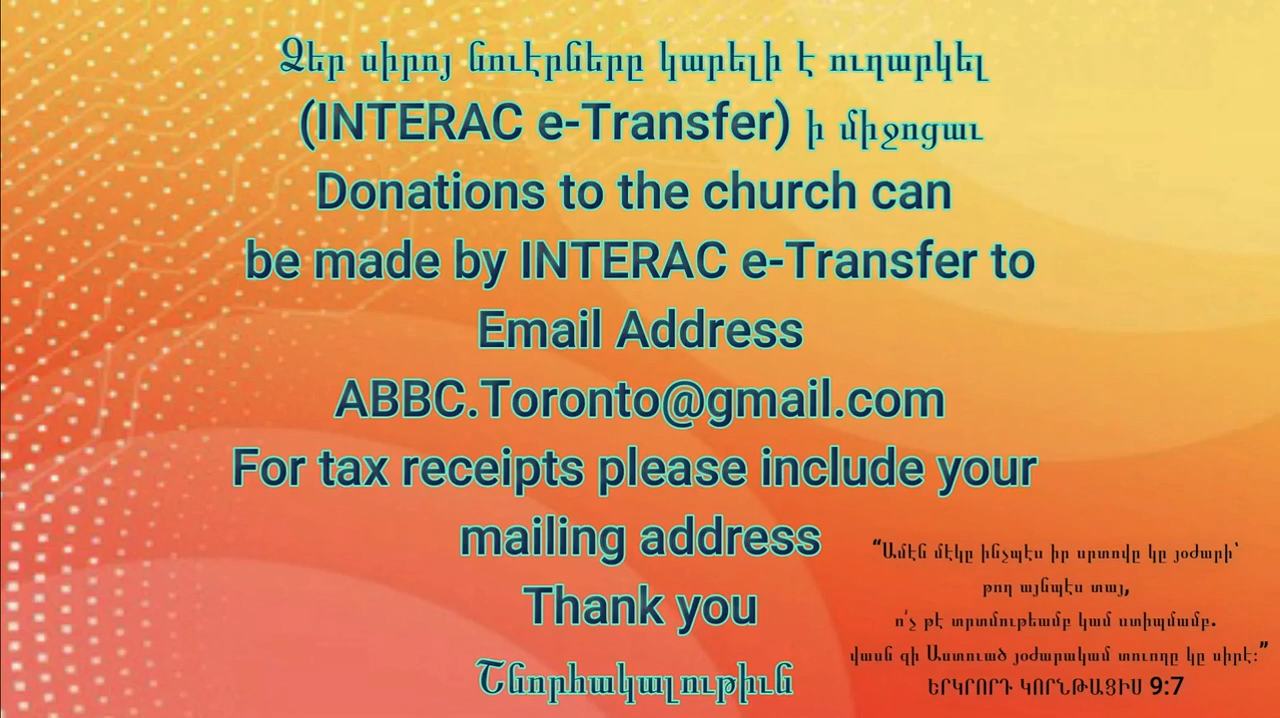 Ձեր սիրոյ նուէրները կարելի է ուղարկել
(INTERAC e-Transfer) ի միջոցաւ
Donations to the church can
be made by INTERAC e-Transfer to
Email Address
ABBC.Toronto@gmail.com
For tax receipts please include your
mailing address
Thank you
Շնորհակալութիւն
“Ամէն մէկը ինչպէս իր սրտովը կը յօժարի՝
թող այնպէս տայ,
ո՛չ թէ տրտմութեամբ կամ ստիպմամբ.
վասն զի Աստուած յօժարակամ տուողը կը սիրէ։”
ԵՐԿՐՈՐԴ ԿՈՐՆԹԱՑԻՍ 9:7